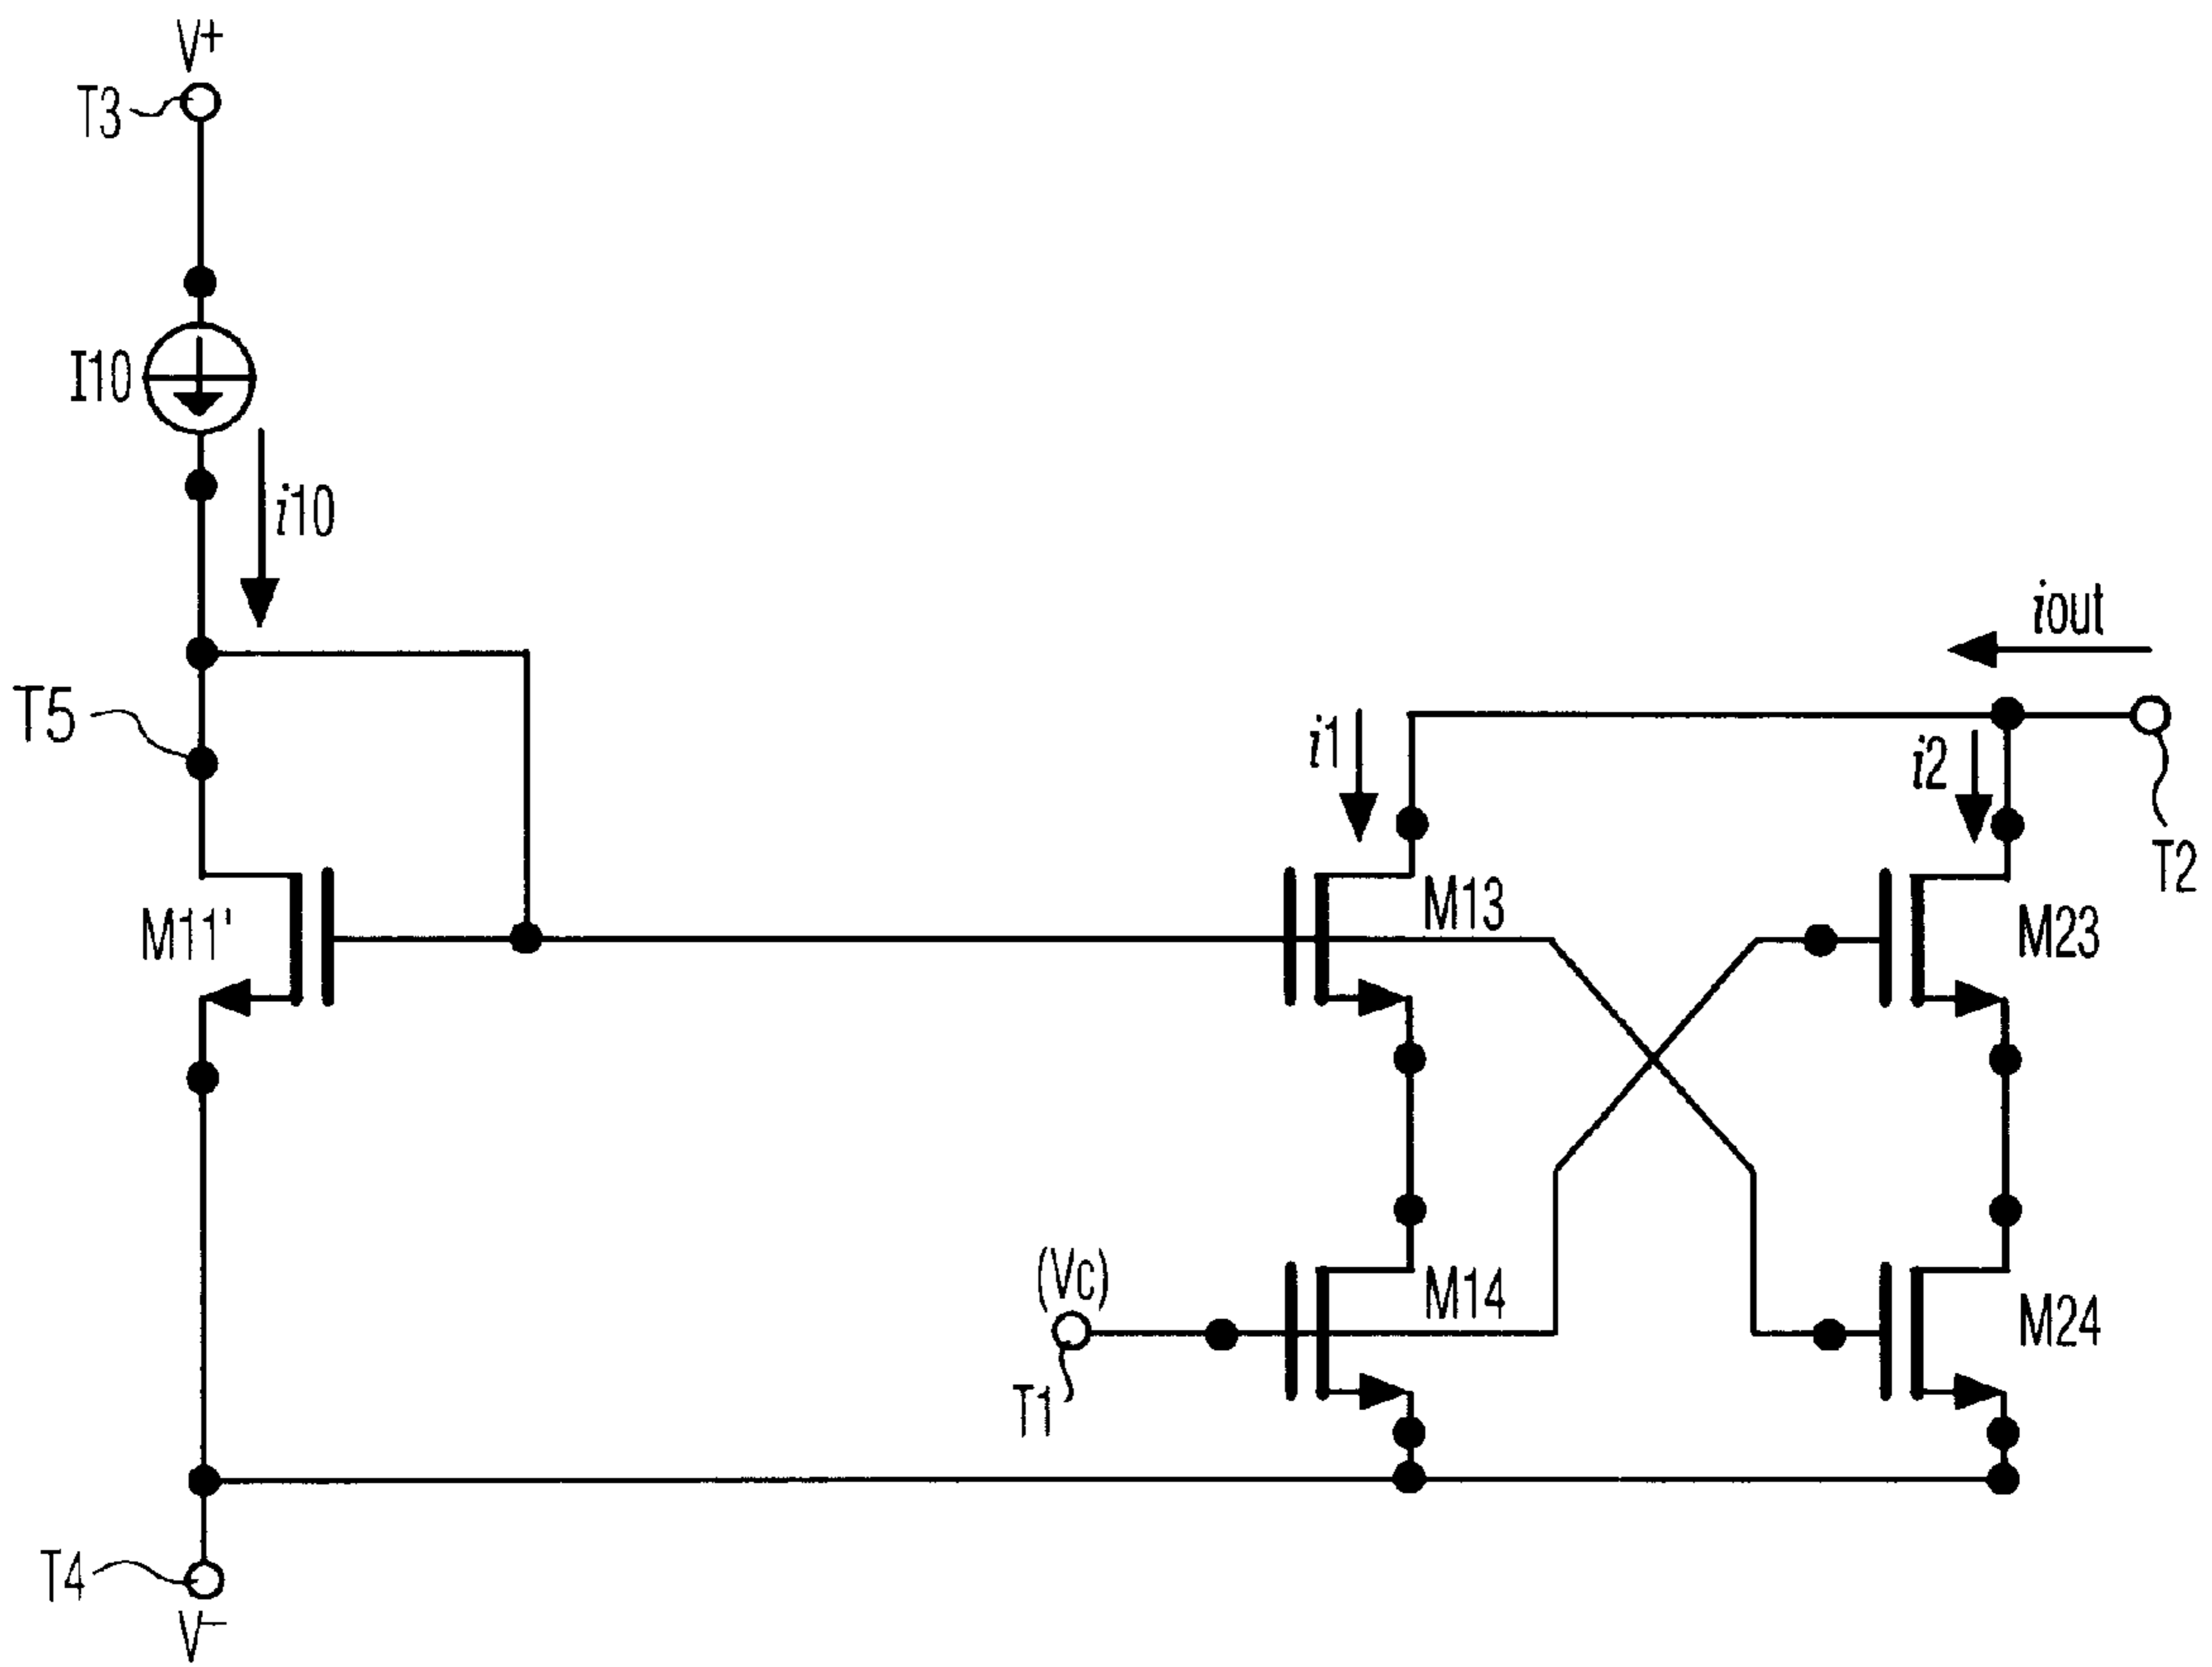 V+
T3
I10
i10
iout
T5
i1
i2
T2
M11'
M13
M23
(Vc)
M14
M24
T1
T4
V−